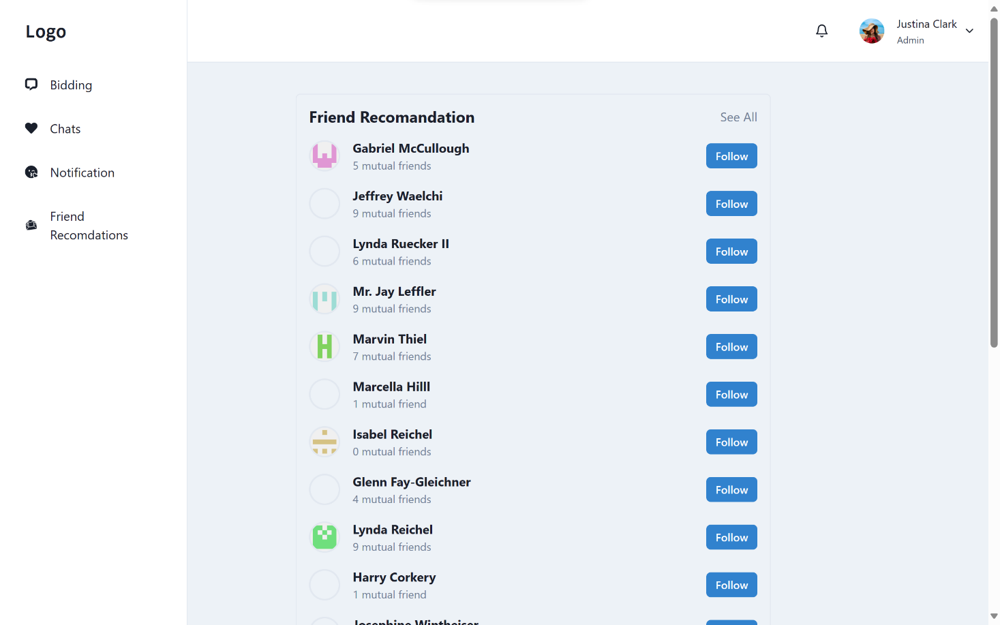 Logo
Justina Clark
Admin
Bidding
Chats
Notification
Friend
Recomdations
Friend Recomandation
See All
Gabriel McCullough
5 mutual friends
Follow
Jeffrey Waelchi
9 mutual friends
Follow
Lynda Ruecker II
6 mutual friends
Follow
Mr. Jay Leffler
9 mutual friends
Follow
Marvin Thiel
7 mutual friends
Follow
Marcella Hilll
1 mutual friend
Follow
Isabel Reichel
0 mutual friends
Follow
Glenn Fay-Gleichner
4 mutual friends
Follow
Lynda Reichel
9 mutual friends
Follow
Harry Corkery
1 mutual friend
Follow
Josephine Wintheiser